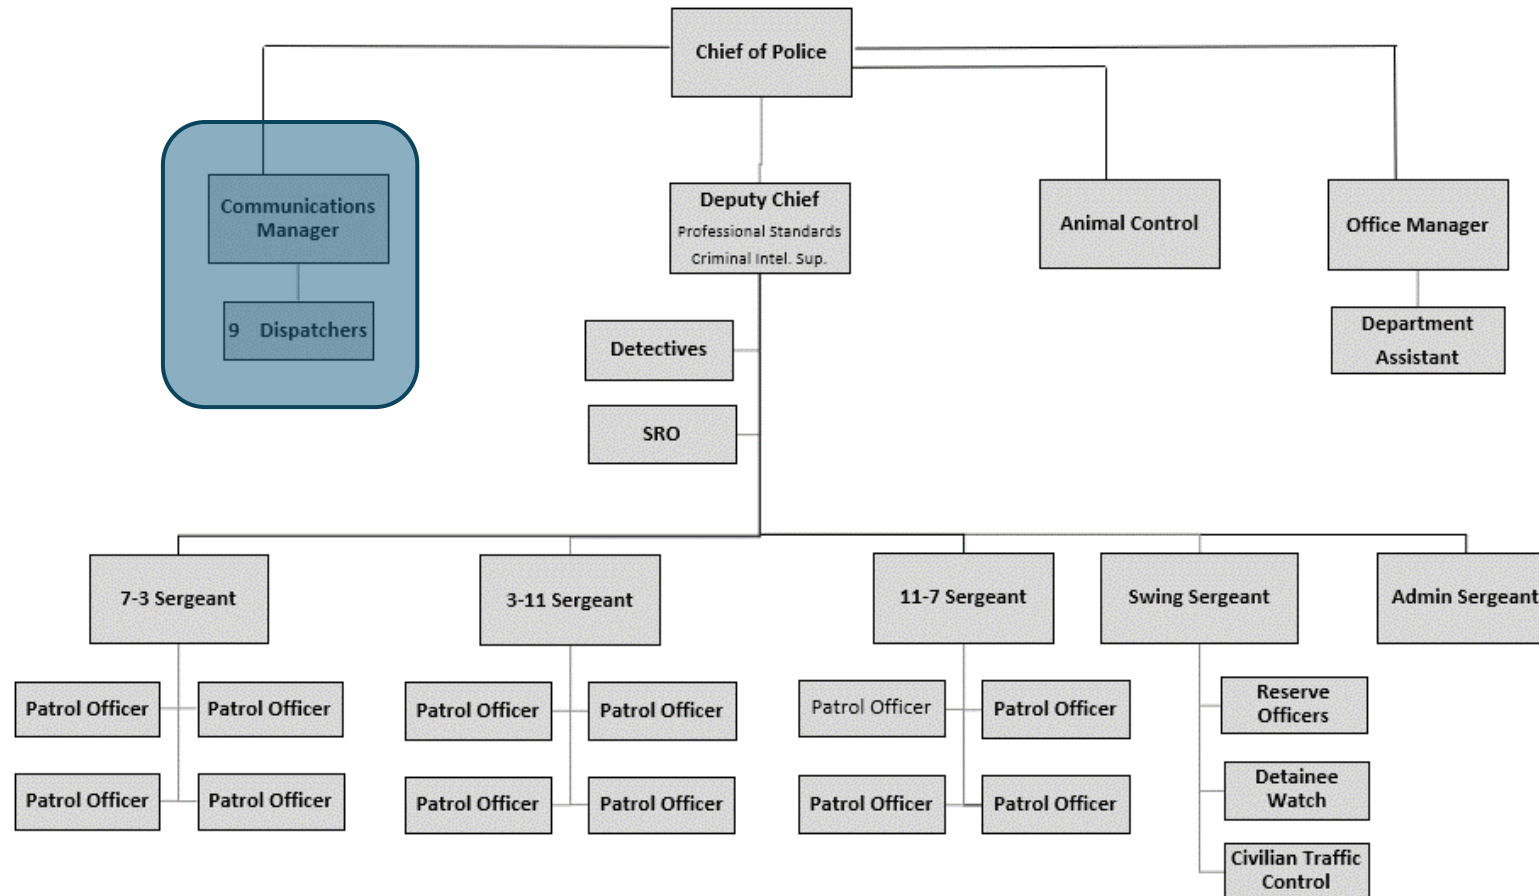 Chief of Police
Communications
Manager
9 Dispatchers
Deputy Chief
Professional Standards
Criminal Intel. Sup.
Animal Control
Office Manager
Department
Assistant
Detectives
SRO
7-3 Sergeant
3-11 Sergeant
11-7 Sergeant
Swing Sergeant
Admin Sergeant
Patrol Officer
Patrol Officer
Patrol Officer
Patrol Officer
Patrol Officer
Patrol Officer
Patrol Officer
Patrol Officer
Patrol Officer
Patrol Officer
Patrol Officer
Patrol Officer
Reserve
Officers
Detainee
Watch
Civilian Traffic
Control